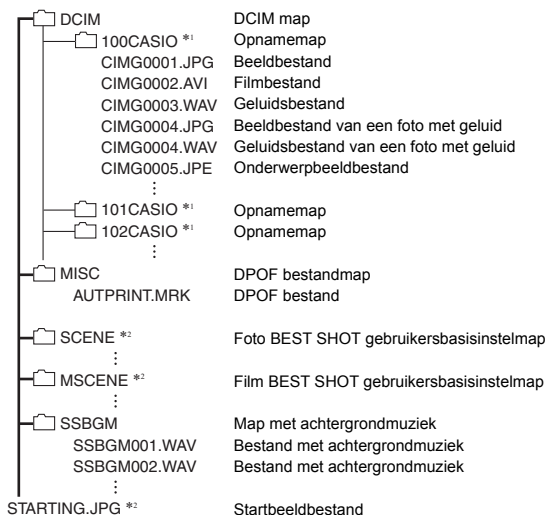 DCIM DCIM map
100CASIO *1 Opnamemap
CIMG0001.JPG Beeldbestand
CIMG0002.AVI Filmbestand
CIMG0003.WAV Geluidsbestand
CIMG0004.JPG Beeldbestand van een foto met geluid
CIMG0004.WAV Geluidsbestand van een foto met geluid
CIMG0005.JPE Onderwerpbeeldbestand
101CASIO *1 Opnamemap
102CASIO *1 Opnamemap
MISC DPOF bestandmap
AUTPRINT.MRK DPOF bestand
SCENE *2 Foto BEST SHOT gebruikersbasisinstelmap
MSCENE *2 Film BEST SHOT gebruikersbasisinstelmap
SSBGM Map met achtergrondmuziek
SSBGM001.WAV Bestand met achtergrondmuziek
SSBGM002.WAV Bestand met achtergrondmuziek
STARTING.JPG *2 Startbeeldbestand